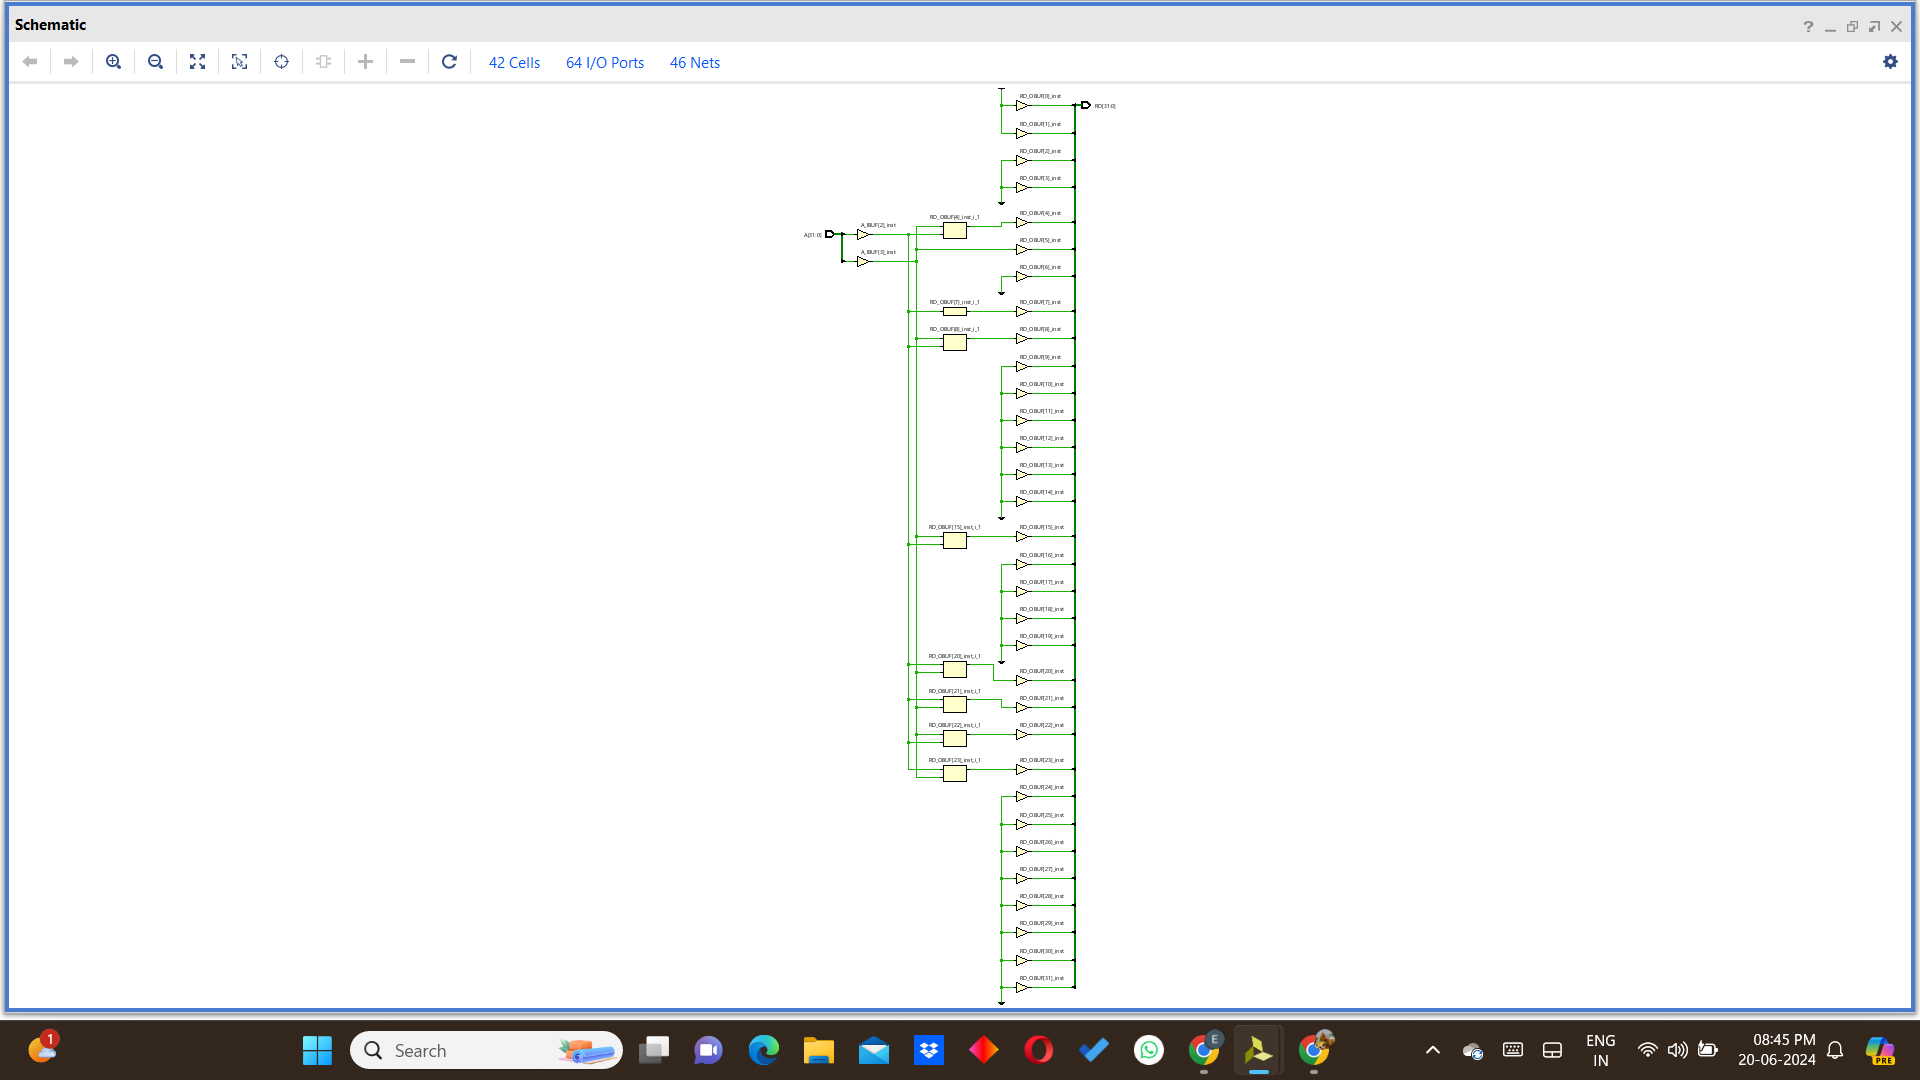 Schematic
42 Cells
64 I/O Ports
46 Nets
RD_OBUF[0]_inst
RD[31:0]
RD_OBUF[1]_inst
RD_OBUF[2]_inst
RD_OBUF[3]_inst
RD_OBUF[4]_inst_i_1
RD_OBUF[4]_inst
A[31:0]
A_IBUF[2]_inst
RD_OBUF[5]_inst
A_IBUF[3]_inst
RD_OBUF[6]_inst
RD_OBUF[7]_inst_i_1
RD_OBUF[7]_inst
RD_OBUF[8]_inst_i_1
RD_OBUF[8]_inst
RD_OBUF[9]_inst
RD_OBUF[10]_inst
RD_OBUF[11]_inst
RD_OBUF[12]_inst
RD_OBUF[13]_inst
RD_OBUF[14]_inst
RD_OBUF[15]_inst_i_1
RD_OBUF[15]_inst
RD_OBUF[16]_inst
RD_OBUF[17]_inst
RD_OBUF[18]_inst
RD_OBUF[19]_inst
RD_OBUF[20]_inst_i_1
RD_OBUF[20]_inst
RD_OBUF[21]_inst_i_1
RD_OBUF[21]_inst
RD_OBUF[22]_inst_i_1
RD_OBUF[22]_inst
RD_OBUF[23]_inst_i_1
RD_OBUF[23]_inst
RD_OBUF[24]_inst
RD_OBUF[25]_inst
RD_OBUF[26]_inst
RD_OBUF[27]_inst
RD_OBUF[28]_inst
RD_OBUF[29]_inst
RD_OBUF[30]_inst
RD_OBUF[31]_inst
1
Search
E
ENG
IN
08:45 PM
20-06-2024
PRE